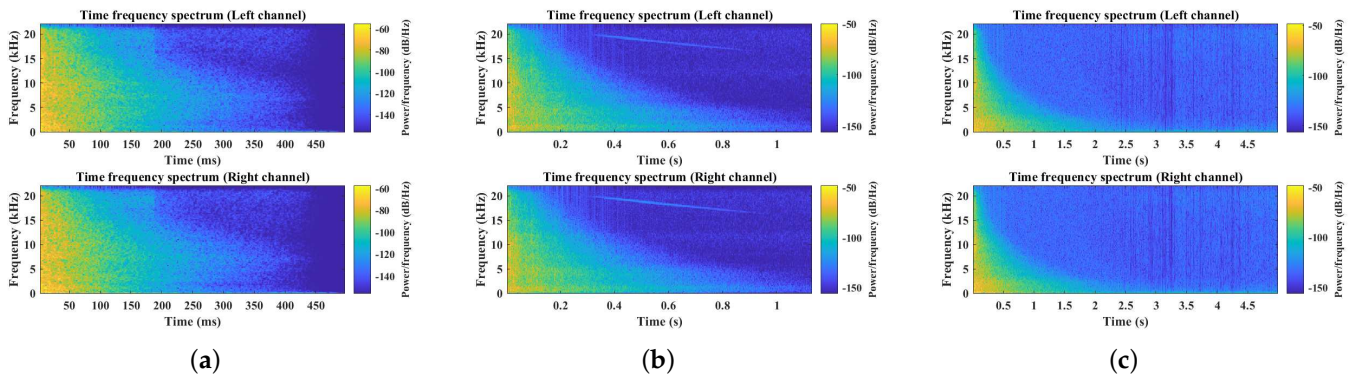 Time frequency spectrum (Left channel)
Frequency (kHz)
20
15
10
5
0
50 100 150 200 250 300 350 400 450
Time (ms)
-60
-80
-100
-120
-140
Power/frequency (dB/Hz)
Time frequency spectrum (Right channel)
Frequency (kHz)
20
15
10
5
0
50 100 150 200 250 300 350 400 450
Time (ms)
-60
-80
-100
-120
-140
Power/frequency (dB/Hz)
(a)
Time frequency spectrum (Left channel)
Frequency (kHz)
20
15
10
5
0
0.2 0.4 0.6 0.8 1
Time (s)
-50
-100
-150
Power/frequency (dB/Hz)
Time frequency spectrum (Right channel)
Frequency (kHz)
20
15
10
5
0
0.2 0.4 0.6 0.8 1
Time (s)
-50
-100
-150
Power/frequency (dB/Hz)
(b)
Time frequency spectrum (Left channel)
Frequency (kHz)
20
15
10
5
0
0.5 1 1.5 2 2.5 3 3.5 4 4.5
Time (s)
-50
-100
-150
Power/frequency (dB/Hz)
Time frequency spectrum (Right channel)
Frequency (kHz)
20
15
10
5
0
0.5 1 1.5 2 2.5 3 3.5 4 4.5
Time (s)
-50
-100
-150
Power/frequency (dB/Hz)
(c)